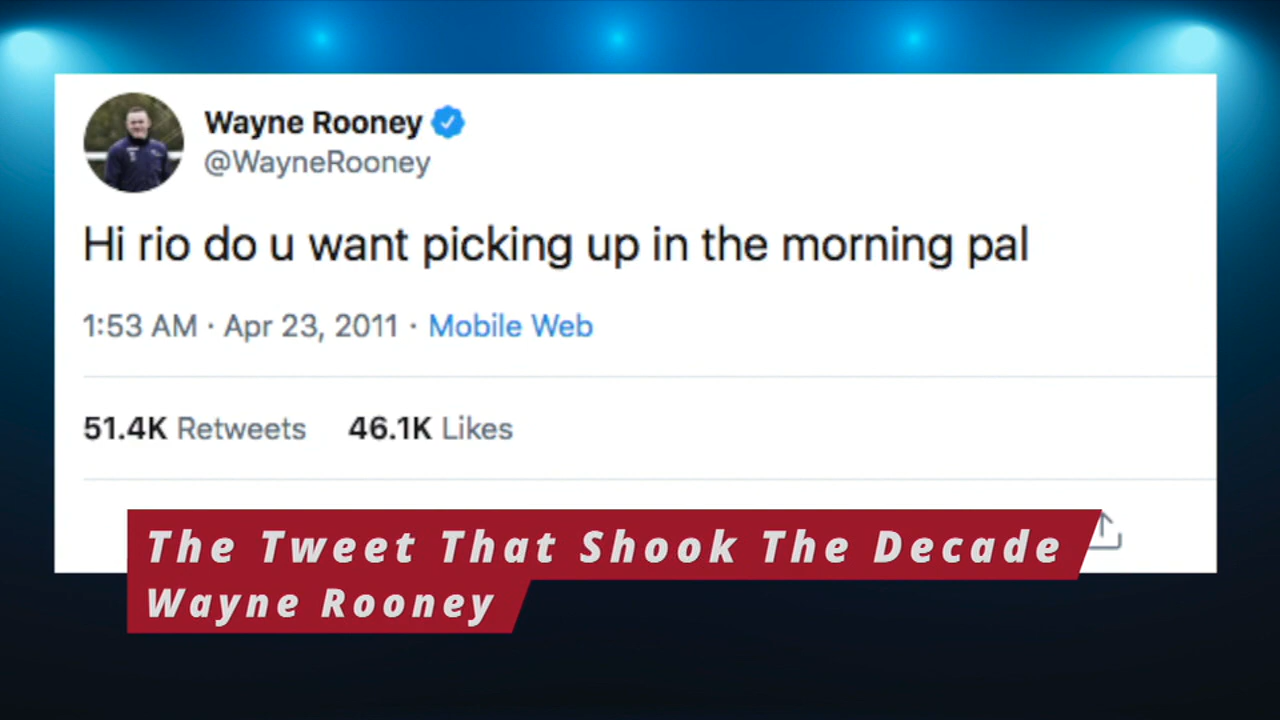 Wayne Rooney
@WayneRooney
Hi rio do u want picking up in the morning pal
1:53 AM · Apr 23, 2011 · Mobile Web
51.4K Retweets 46.1K Likes
The Tweet That Shook The Decade
Wayne Rooney